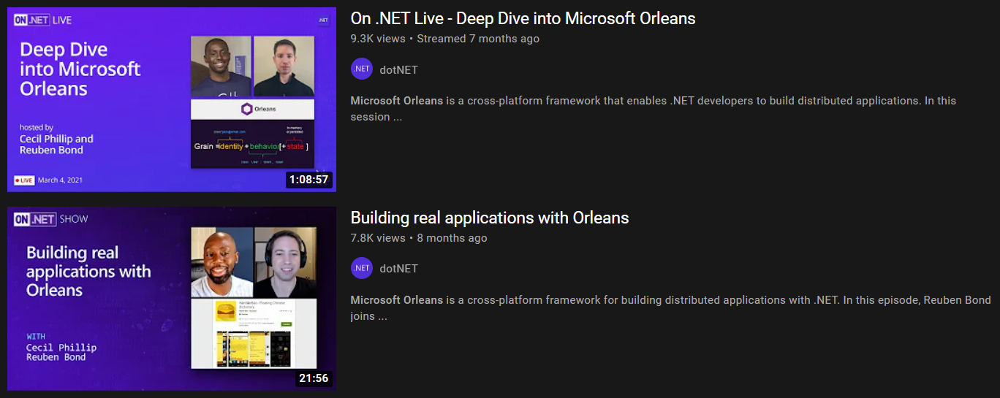 ON .NET LIVE
.NET
Deep Dive
into Microsoft
Orleans
hosted by
Cecil Phillip and
Reuben Bond
LIVE March 4, 2021
Orleans
In-memory
or persisted
Grain = identity + behavior [+ state ]
1:08:57
On .NET Live - Deep Dive into Microsoft Orleans
9.3K views • Streamed 7 months ago
.NET dotNET
Microsoft Orleans is a cross-platform framework that enables .NET developers to build distributed applications. In this
session ...
ON .NET SHOW
Building real
applications with
Orleans
WITH
Cecil Phillip
Reuben Bond
21:56
Building real applications with Orleans
7.8K views • 8 months ago
.NET dotNET
Microsoft Orleans is a cross-platform framework for building distributed applications with .NET. In this episode, Reuben Bond
joins ...